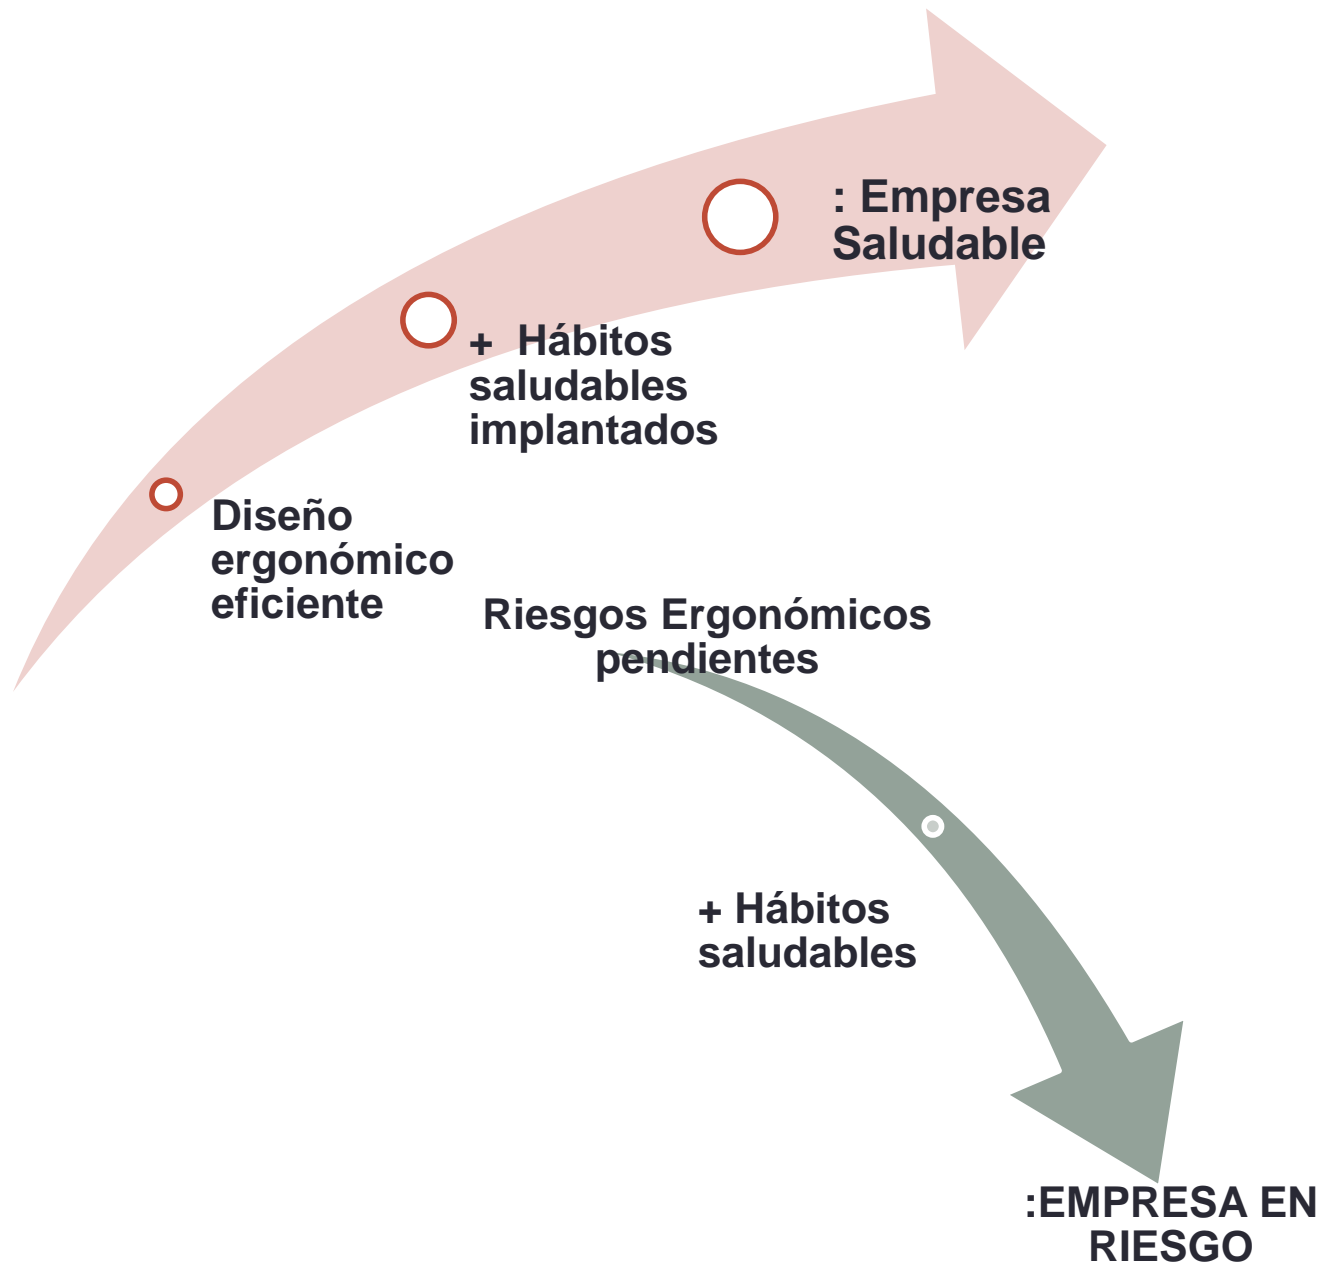 : Empresa
Saludable
+ Hábitos
saludables
implantados
Diseño
ergonómico
eficiente
Riesgos Ergonómicos
pendientes
+ Hábitos
saludables
:EMPRESA EN
RIESGO